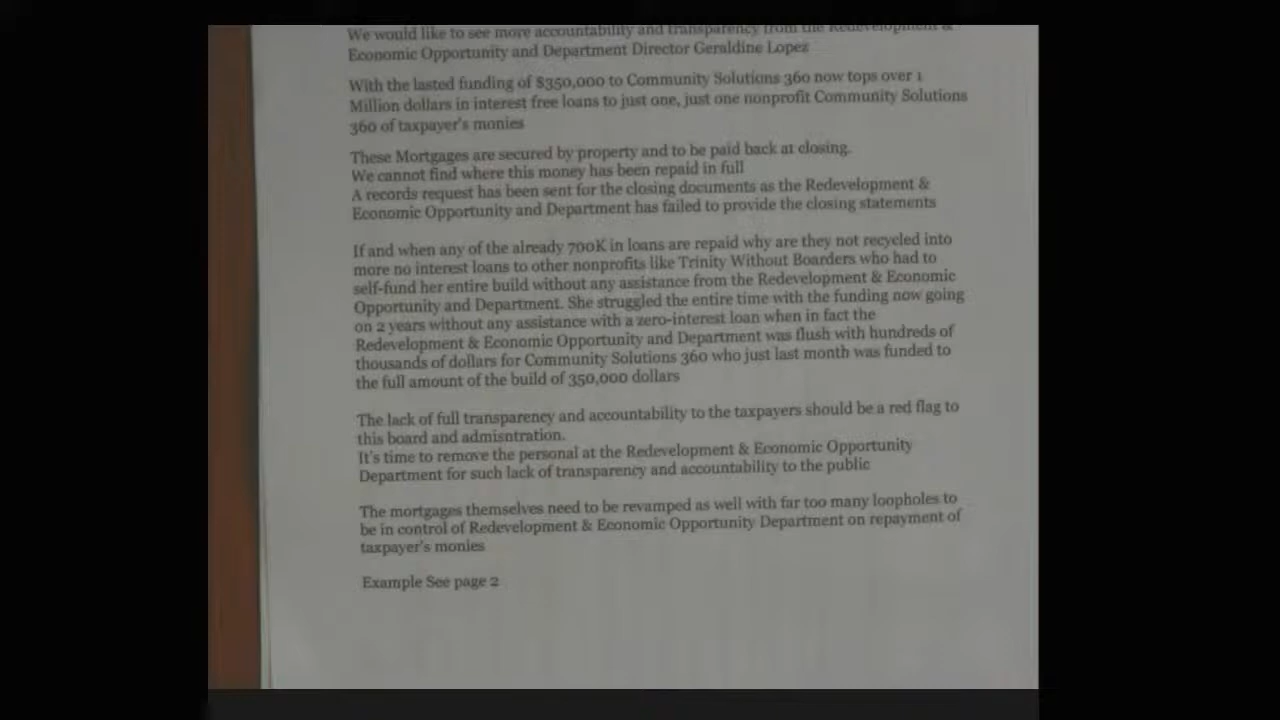 We would like to see more accountability and transparency from the Redevelopment &
Economic Opportunity and Department Director Geraldine Lopez
With the lasted funding of $350,000 to Community Solutions 360 now tops over 1
Million dollars in interest free loans to just one, just one nonprofit Community Solutions
360 of taxpayer's monies
These Mortgages are secured by property and to be paid back at closing.
We cannot find where this money has been repaid in full
A records request has been sent for the closing documents as the Redevelopment &
Economic Opportunity and Department has failed to provide the closing statements
If and when any of the already 700K in loans are repaid why are they not recycled into
more no interest loans to other nonprofits like Trinity Without Boarders who had to
self-fund her entire build without any assistance from the Redevelopment & Economic
Opportunity and Department. She struggled the entire time with the funding now going
on 2 years without any assistance with a zero-interest loan when in fact the
Redevelopment & Economic Opportunity and Department was flush with hundreds of
thousands of dollars for Community Solutions 360 who just last month was funded to
the full amount of the build of 350,000 dollars
The lack of full transparency and accountability to the taxpayers should be a red flag to
this board and admisntration.
It's time to remove the personal at the Redevelopment & Economic Opportunity
Department for such lack of transparency and accountability to the public
The mortgages themselves need to be revamped as well with far too many loopholes to
be in control of Redevelopment & Economic Opportunity Department on repayment of
taxpayer's monies
Example See page 2